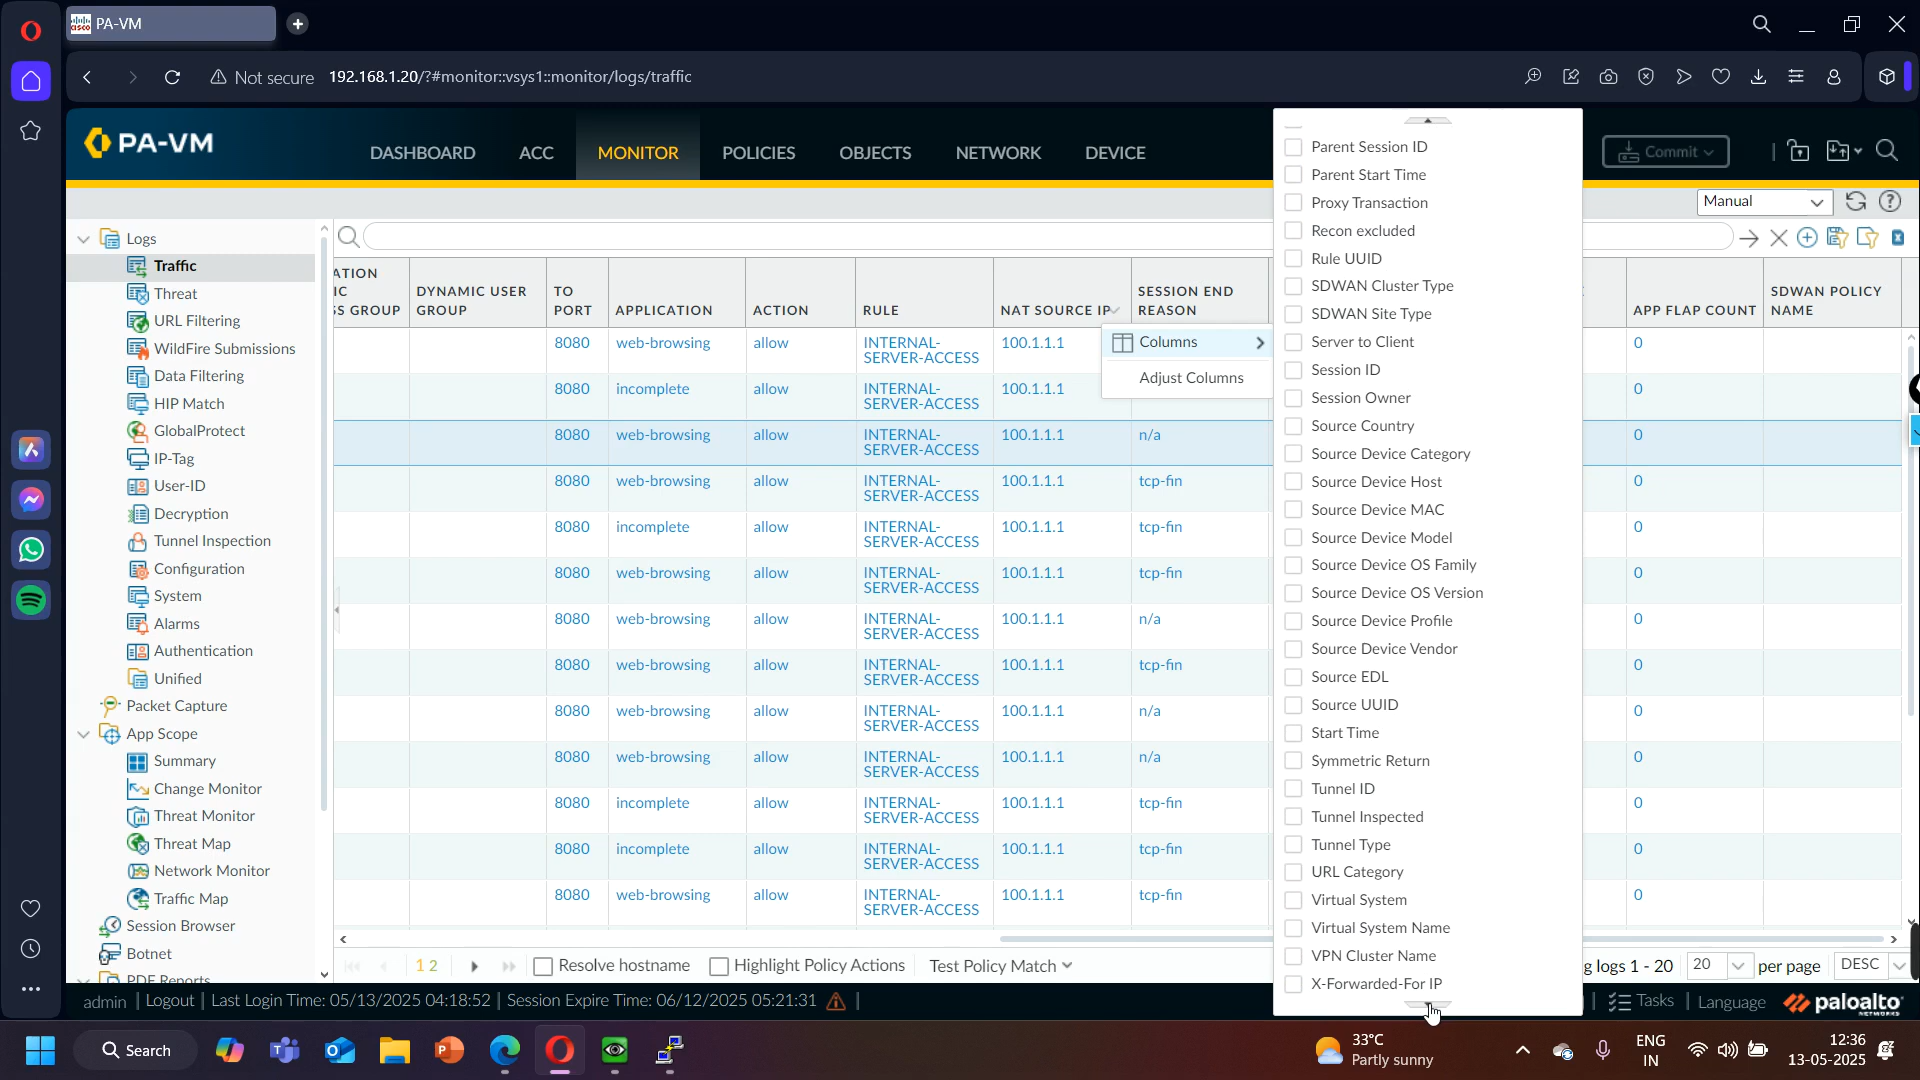 PA-VM
Not secure 192.168.1.20/?#monitor::vsys1::monitor/logs/traffic
PA-VM
DASHBOARD ACC MONITOR POLICIES OBJECTS NETWORK DEVICE
Commit
Manual
Logs
Traffic
Threat
URL Filtering
WildFire Submissions
Data Filtering
HIP Match
GlobalProtect
IP-Tag
User-ID
Decryption
Tunnel Inspection
Configuration
System
Alarms
Authentication
Unified
Packet Capture
App Scope
Summary
Change Monitor
Threat Monitor
Threat Map
Network Monitor
Traffic Map
Session Browser
Botnet
PDF Reports
ATION
IC
SS GROUP
DYNAMIC USER
GROUP
TO
PORT
APPLICATION
ACTION
RULE
NAT SOURCE IP
SESSION END
REASON
APP FLAP COUNT
SDWAN POLICY
NAME
8080 web-browsing allow INTERNAL- 100.1.1.1 0
SERVER-ACCESS
8080 incomplete allow INTERNAL- 100.1.1.1 0
SERVER-ACCESS
8080 web-browsing allow INTERNAL- 100.1.1.1 n/a 0
SERVER-ACCESS
8080 web-browsing allow INTERNAL- 100.1.1.1 tcp-fin 0
SERVER-ACCESS
8080 incomplete allow INTERNAL- 100.1.1.1 tcp-fin 0
SERVER-ACCESS
8080 web-browsing allow INTERNAL- 100.1.1.1 tcp-fin 0
SERVER-ACCESS
8080 web-browsing allow INTERNAL- 100.1.1.1 n/a 0
SERVER-ACCESS
8080 web-browsing allow INTERNAL- 100.1.1.1 tcp-fin 0
SERVER-ACCESS
8080 web-browsing allow INTERNAL- 100.1.1.1 n/a 0
SERVER-ACCESS
8080 web-browsing allow INTERNAL- 100.1.1.1 n/a 0
SERVER-ACCESS
8080 incomplete allow INTERNAL- 100.1.1.1 tcp-fin 0
SERVER-ACCESS
8080 incomplete allow INTERNAL- 100.1.1.1 tcp-fin 0
SERVER-ACCESS
8080 web-browsing allow INTERNAL- 100.1.1.1 tcp-fin 0
SERVER-ACCESS
Columns
Adjust Columns
Parent Session ID
Parent Start Time
Proxy Transaction
Recon excluded
Rule UUID
SDWAN Cluster Type
SDWAN Site Type
Server to Client
Session ID
Session Owner
Source Country
Source Device Category
Source Device Host
Source Device MAC
Source Device Model
Source Device OS Family
Source Device OS Version
Source Device Profile
Source Device Vendor
Source EDL
Source UUID
Start Time
Symmetric Return
Tunnel ID
Tunnel Inspected
Tunnel Type
URL Category
Virtual System
Virtual System Name
VPN Cluster Name
X-Forwarded-For IP
1 2 Resolve hostname Highlight Policy Actions Test Policy Match g logs 1 - 20 20 per page DESC
admin | Logout | Last Login Time: 05/13/2025 04:18:52 | Session Expire Time: 06/12/2025 05:21:31 | Tasks | Language paloalto
NETWORKS
Search
33°C
Partly sunny
ENG
IN
12:36
13-05-2025